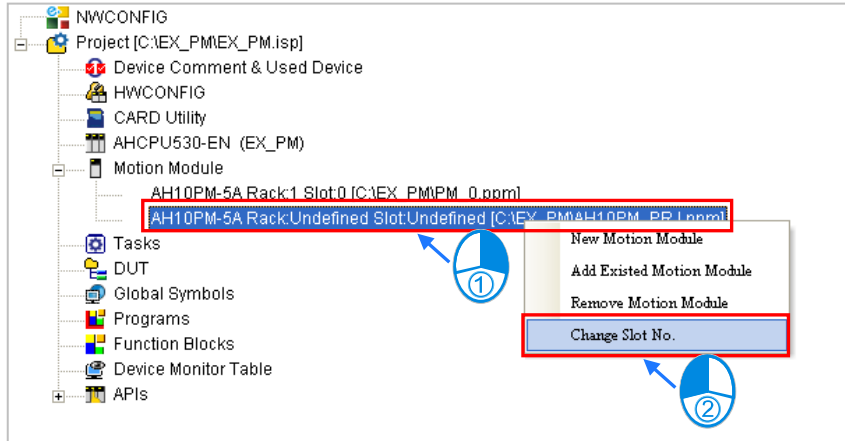 NWCONFIG
Project [C:\EX_PM\EX_PM.isp]
Device Comment & Used Device
HWCONFIG
CARD Utility
AHCPU530-EN (EX_PM)
Motion Module
AH10PM-5A Rack:1 Slot:0 [C:\EX_PM\PM_0.ppm]
AH10PM-5A Rack:Undefined Slot:Undefined [C:\EX_PM\AH10PM_PRJ.ppm]
New Motion Module
Tasks
①
Add Existed Motion Module
DUT
Remove Motion Module
Global Symbols
Programs
Change Slot No.
Function Blocks
Device Monitor Table
②
APIs